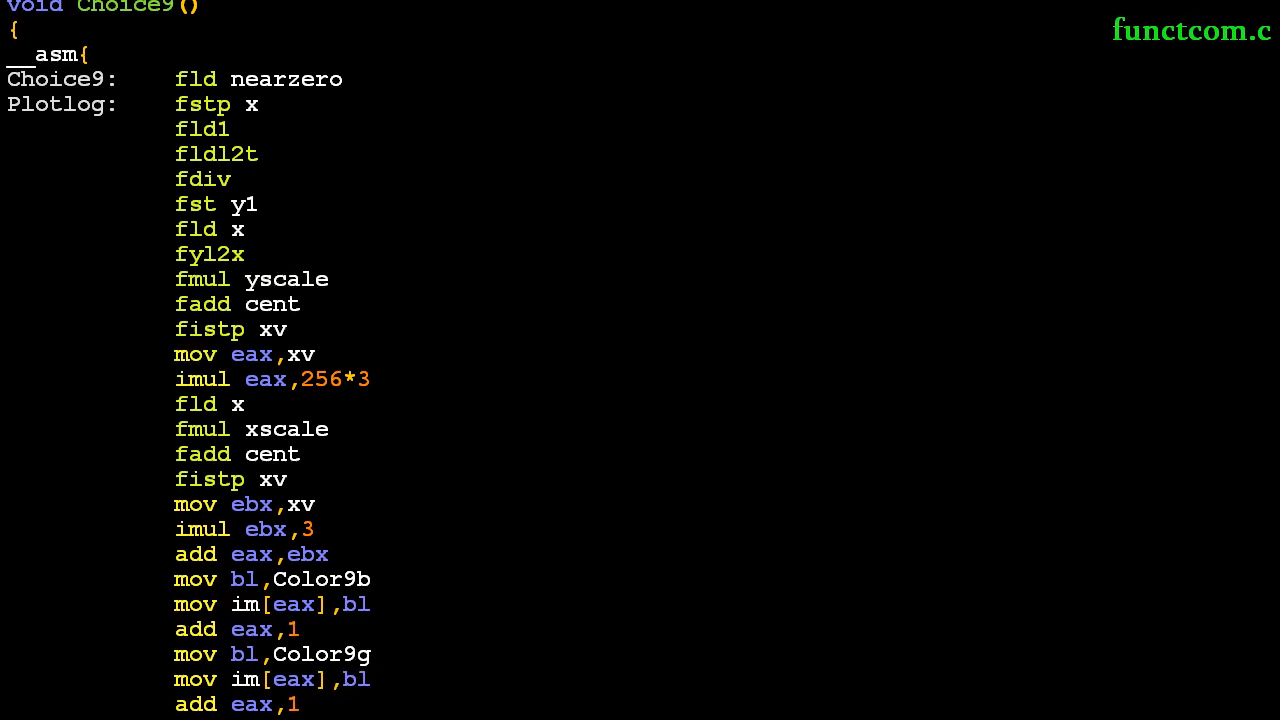 void Choice9()
{
functcom.c
__asm{
Choice9:    fld nearzero
Plotlog:    fstp x
            fld1
            fldl2t
            fdiv
            fst y1
            fld x
            fyl2x
            fmul yscale
            fadd cent
            fistp xv
            mov eax,xv
            imul eax,256*3
            fld x
            fmul xscale
            fadd cent
            fistp xv
            mov ebx,xv
            imul ebx,3
            add eax,ebx
            mov bl,Color9b
            mov im[eax],bl
            add eax,1
            mov bl,Color9g
            mov im[eax],bl
            add eax,1